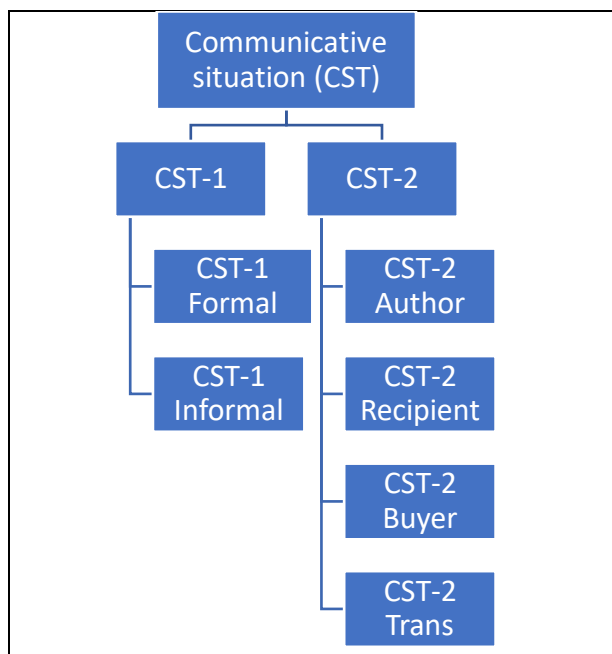 Communicative
situation (CST)
CST-1
CST-2
CST-1
Formal
CST-1
Informal
CST-2
Author
CST-2
Recipient
CST-2
Buyer
CST-2
Trans